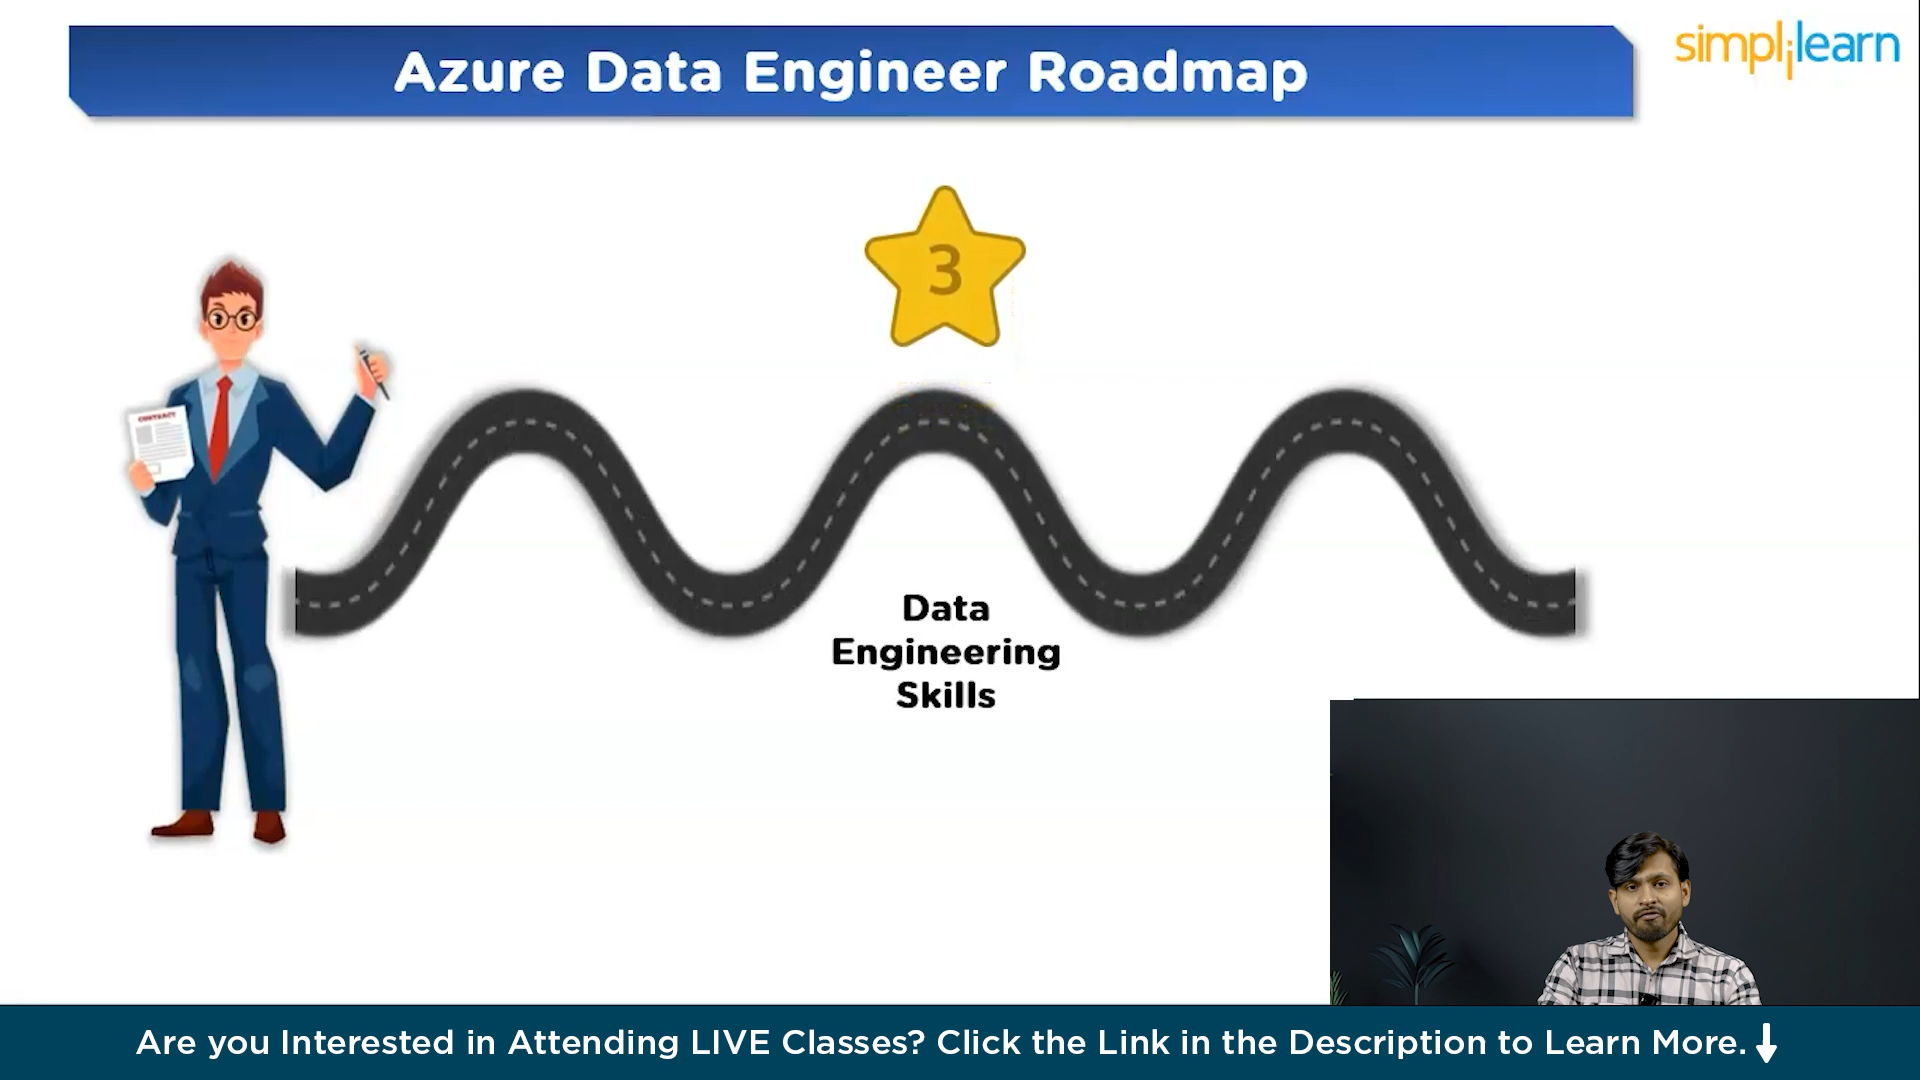 Azure Data Engineer Roadmap
simplilearn
3
CONTRACT
Data
Engineering
Skills
Are you Interested in Attending LIVE Classes? Click the Link in the Description to Learn More.